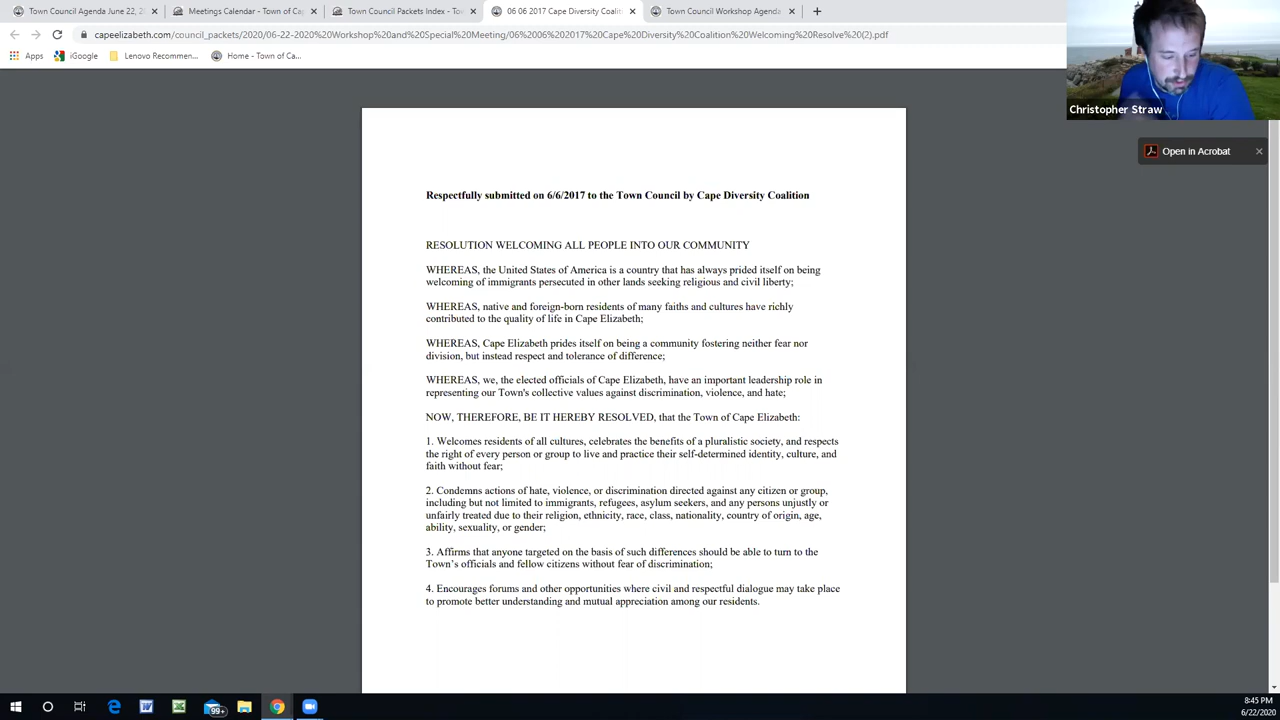 Town Council Agenda June 22, 2
Meetings Calendar - Town of Ca
Town Council Packets Index - To
06 06 2017 Cape Diversity Coaliti
Town Council Workshop Agenda
capeelizabeth.com/council_packets/2020/06-22-2020%20Workshop%20and%20Special%20Meeting/06%2006%202017%20Cape%20Diversity%20Coalition%20Welcoming%20Resolve%20(2).pdf
Apps
iGoogle
Lenovo Recommen...
Home - Town of Ca...
Christopher Straw
Open in Acrobat
Respectfully submitted on 6/6/2017 to the Town Council by Cape Diversity Coalition
RESOLUTION WELCOMING ALL PEOPLE INTO OUR COMMUNITY
WHEREAS, the United States of America is a country that has always prided itself on being
welcoming of immigrants persecuted in other lands seeking religious and civil liberty;
WHEREAS, native and foreign-born residents of many faiths and cultures have richly
contributed to the quality of life in Cape Elizabeth;
WHEREAS, Cape Elizabeth prides itself on being a community fostering neither fear nor
division, but instead respect and tolerance of difference;
WHEREAS, we, the elected officials of Cape Elizabeth, have an important leadership role in
representing our Town's collective values against discrimination, violence, and hate;
NOW, THEREFORE, BE IT HEREBY RESOLVED, that the Town of Cape Elizabeth:
1. Welcomes residents of all cultures, celebrates the benefits of a pluralistic society, and respects
the right of every person or group to live and practice their self-determined identity, culture, and
faith without fear;
2. Condemns actions of hate, violence, or discrimination directed against any citizen or group,
including but not limited to immigrants, refugees, asylum seekers, and any persons unjustly or
unfairly treated due to their religion, ethnicity, race, class, nationality, country of origin, age,
ability, sexuality, or gender;
3. Affirms that anyone targeted on the basis of such differences should be able to turn to the
Town's officials and fellow citizens without fear of discrimination;
4. Encourages forums and other opportunities where civil and respectful dialogue may take place
to promote better understanding and mutual appreciation among our residents.
99+
8:45 PM
6/22/2020